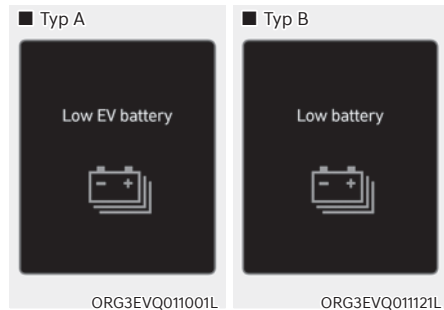 ■ Typ A
Low EV battery
ORG3EVQ011001L
■ Typ B
Low battery
ORG3EVQ011121L